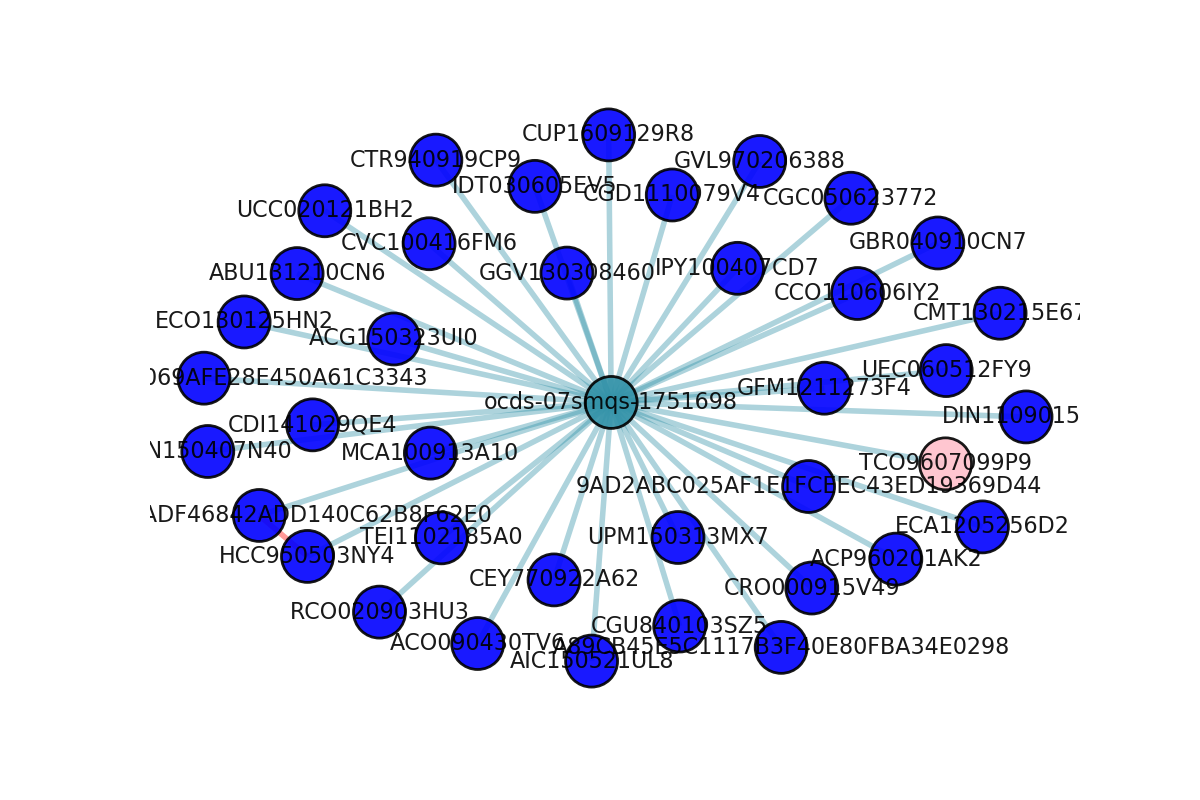 CUP1609129R8
CTR940919CP9
GVL970206388
IDT030605EV5
CGD1110079V4
CGC050623772
UCC020121BH2
CVC100416FM6
GBR040910CN7
ABU131210CN6
GGV130308460
IPY100407CD7
CCO110606IY2
CMT130215E67
ECO130125HN2
ACG150323UI0
069AFE28E450A61C3343
UEC060512FY9
GFM1211273F4
ocds-07smqs-1751698
DIN1109015
CDI141029QE4
N150407N40
MCA100913A10
TCO9607099P9
9AD2ABC025AF1E1FCEEC43ED19369D44
ADF46842ADD140C62B8F62E0
ECA1205256D2
TEI1102185A0
UPM150313MX7
HCC950503NY4
ACP960201AK2
CEY770922A62
CRO000915V49
RCO020903HU3
CGU840103SZ5
ACO090430TV6
AIC150521UL8